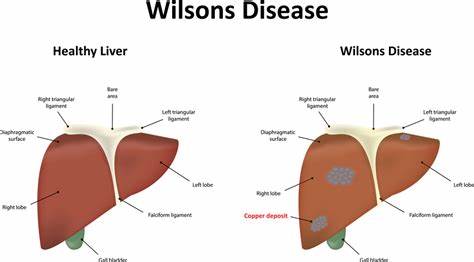 Wilsons Disease
Healthy Liver
Wilsons Disease
Bare
area
Right triangular
ligament
Left triangular
ligament
Diaphragmatic
surface
Left lobe
Right lobe
Falciform ligament
Gall bladder
Bare
area
Right triangular
ligament
Left triangular
ligament
Diaphragmatic
surface
Left lobe
Right lobe
Copper deposit
Falciform ligament
Gall bladder